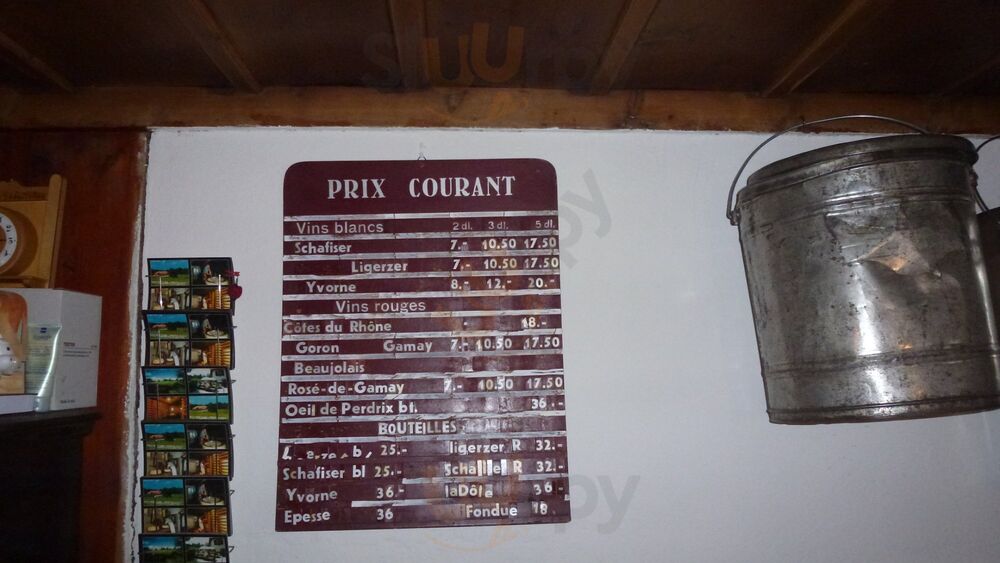 PRIX COURANT
Vins blancs 2 dl. 3 dl. 5 dl.
Schafiser 7.- 10.50 17.50
Ligerzer 7.- 10.50 17.50
Yvorne 8.- 12.- 20.-
Vins rouges
Côtes du Rhône - 18.-
Goron Gamay 7.- 10.50 17.50
Beaujolais
Rosé-de-Gamay 7.- 10.50 17.50
Oeil de Perdrix bt. 36.-
BOUTEILLES
25.- ligerzer R 32.-
Schafiser bl 25.- R 32.-
Yvorne 36.- laDôla 36.-
Epesse 36 Fondue 18